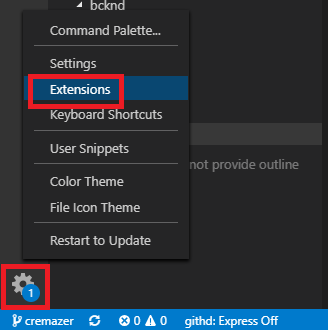 bcknd
Command Palette...
Settings
Extensions
Keyboard Shortcuts
not provide outline
User Snippets
Color Theme
File Icon Theme
Restart to Update
1
cremazer 0 0 githd: Express Off